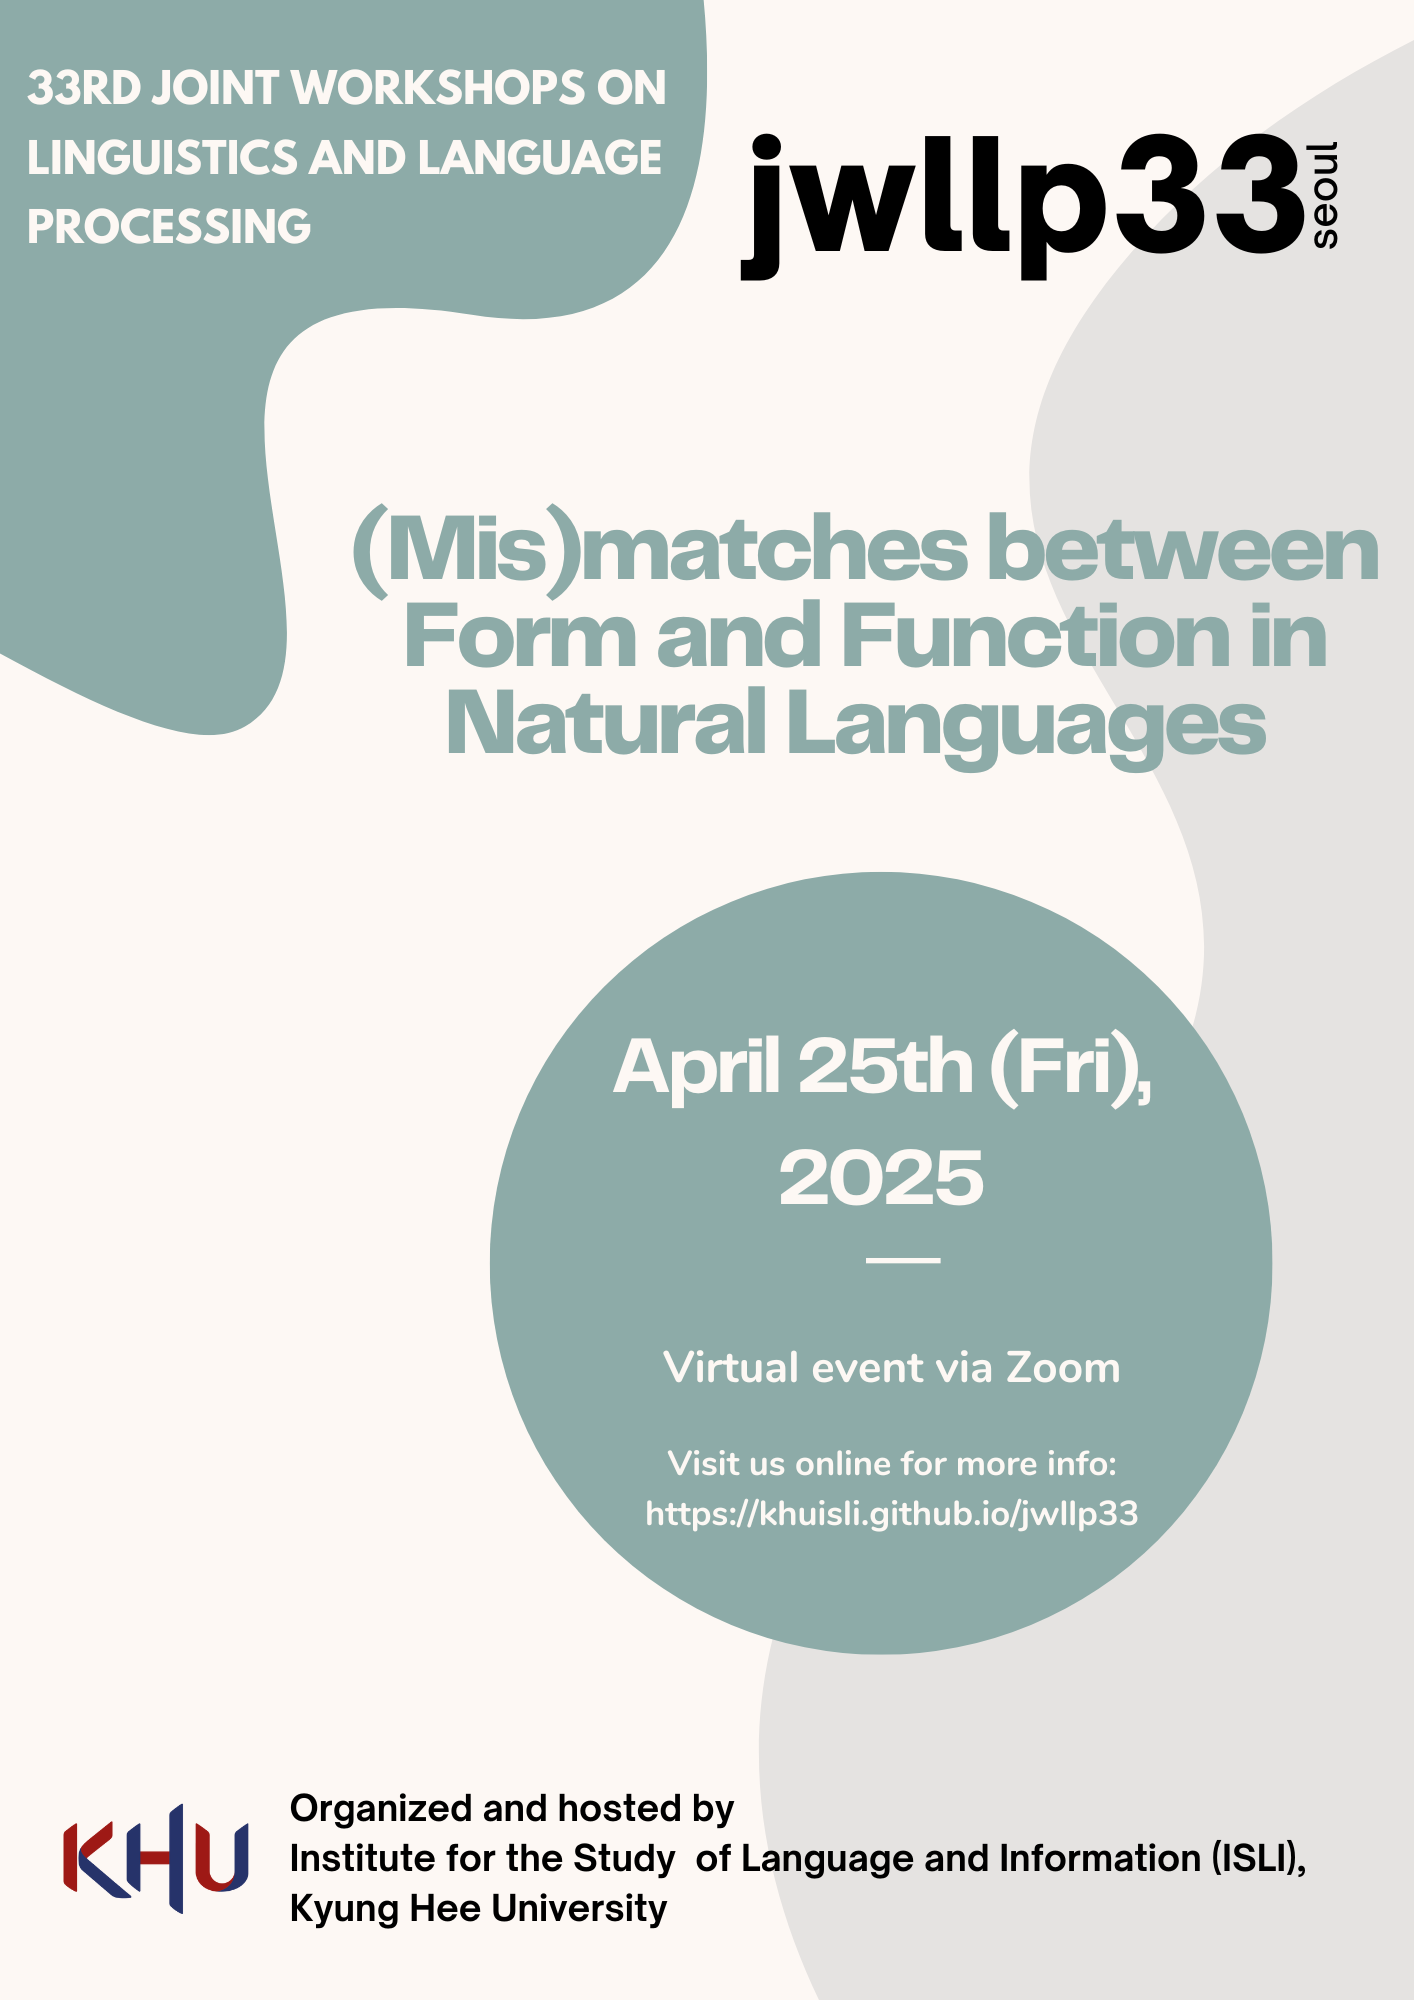 33RD JOINT WORKSHOPS ON
LINGUISTICS AND LANGUAGE
PROCESSING
jwllp33
seoul
(Mis)matches between
Form and Function in
Natural Languages
April 25th (Fri),
2025
Virtual event via Zoom
Visit us online for more info:
https://khuisli.github.io/jwllp33
KHU
Organized and hosted by
Institute for the Study  of Language and Information (ISLI),
Kyung Hee University